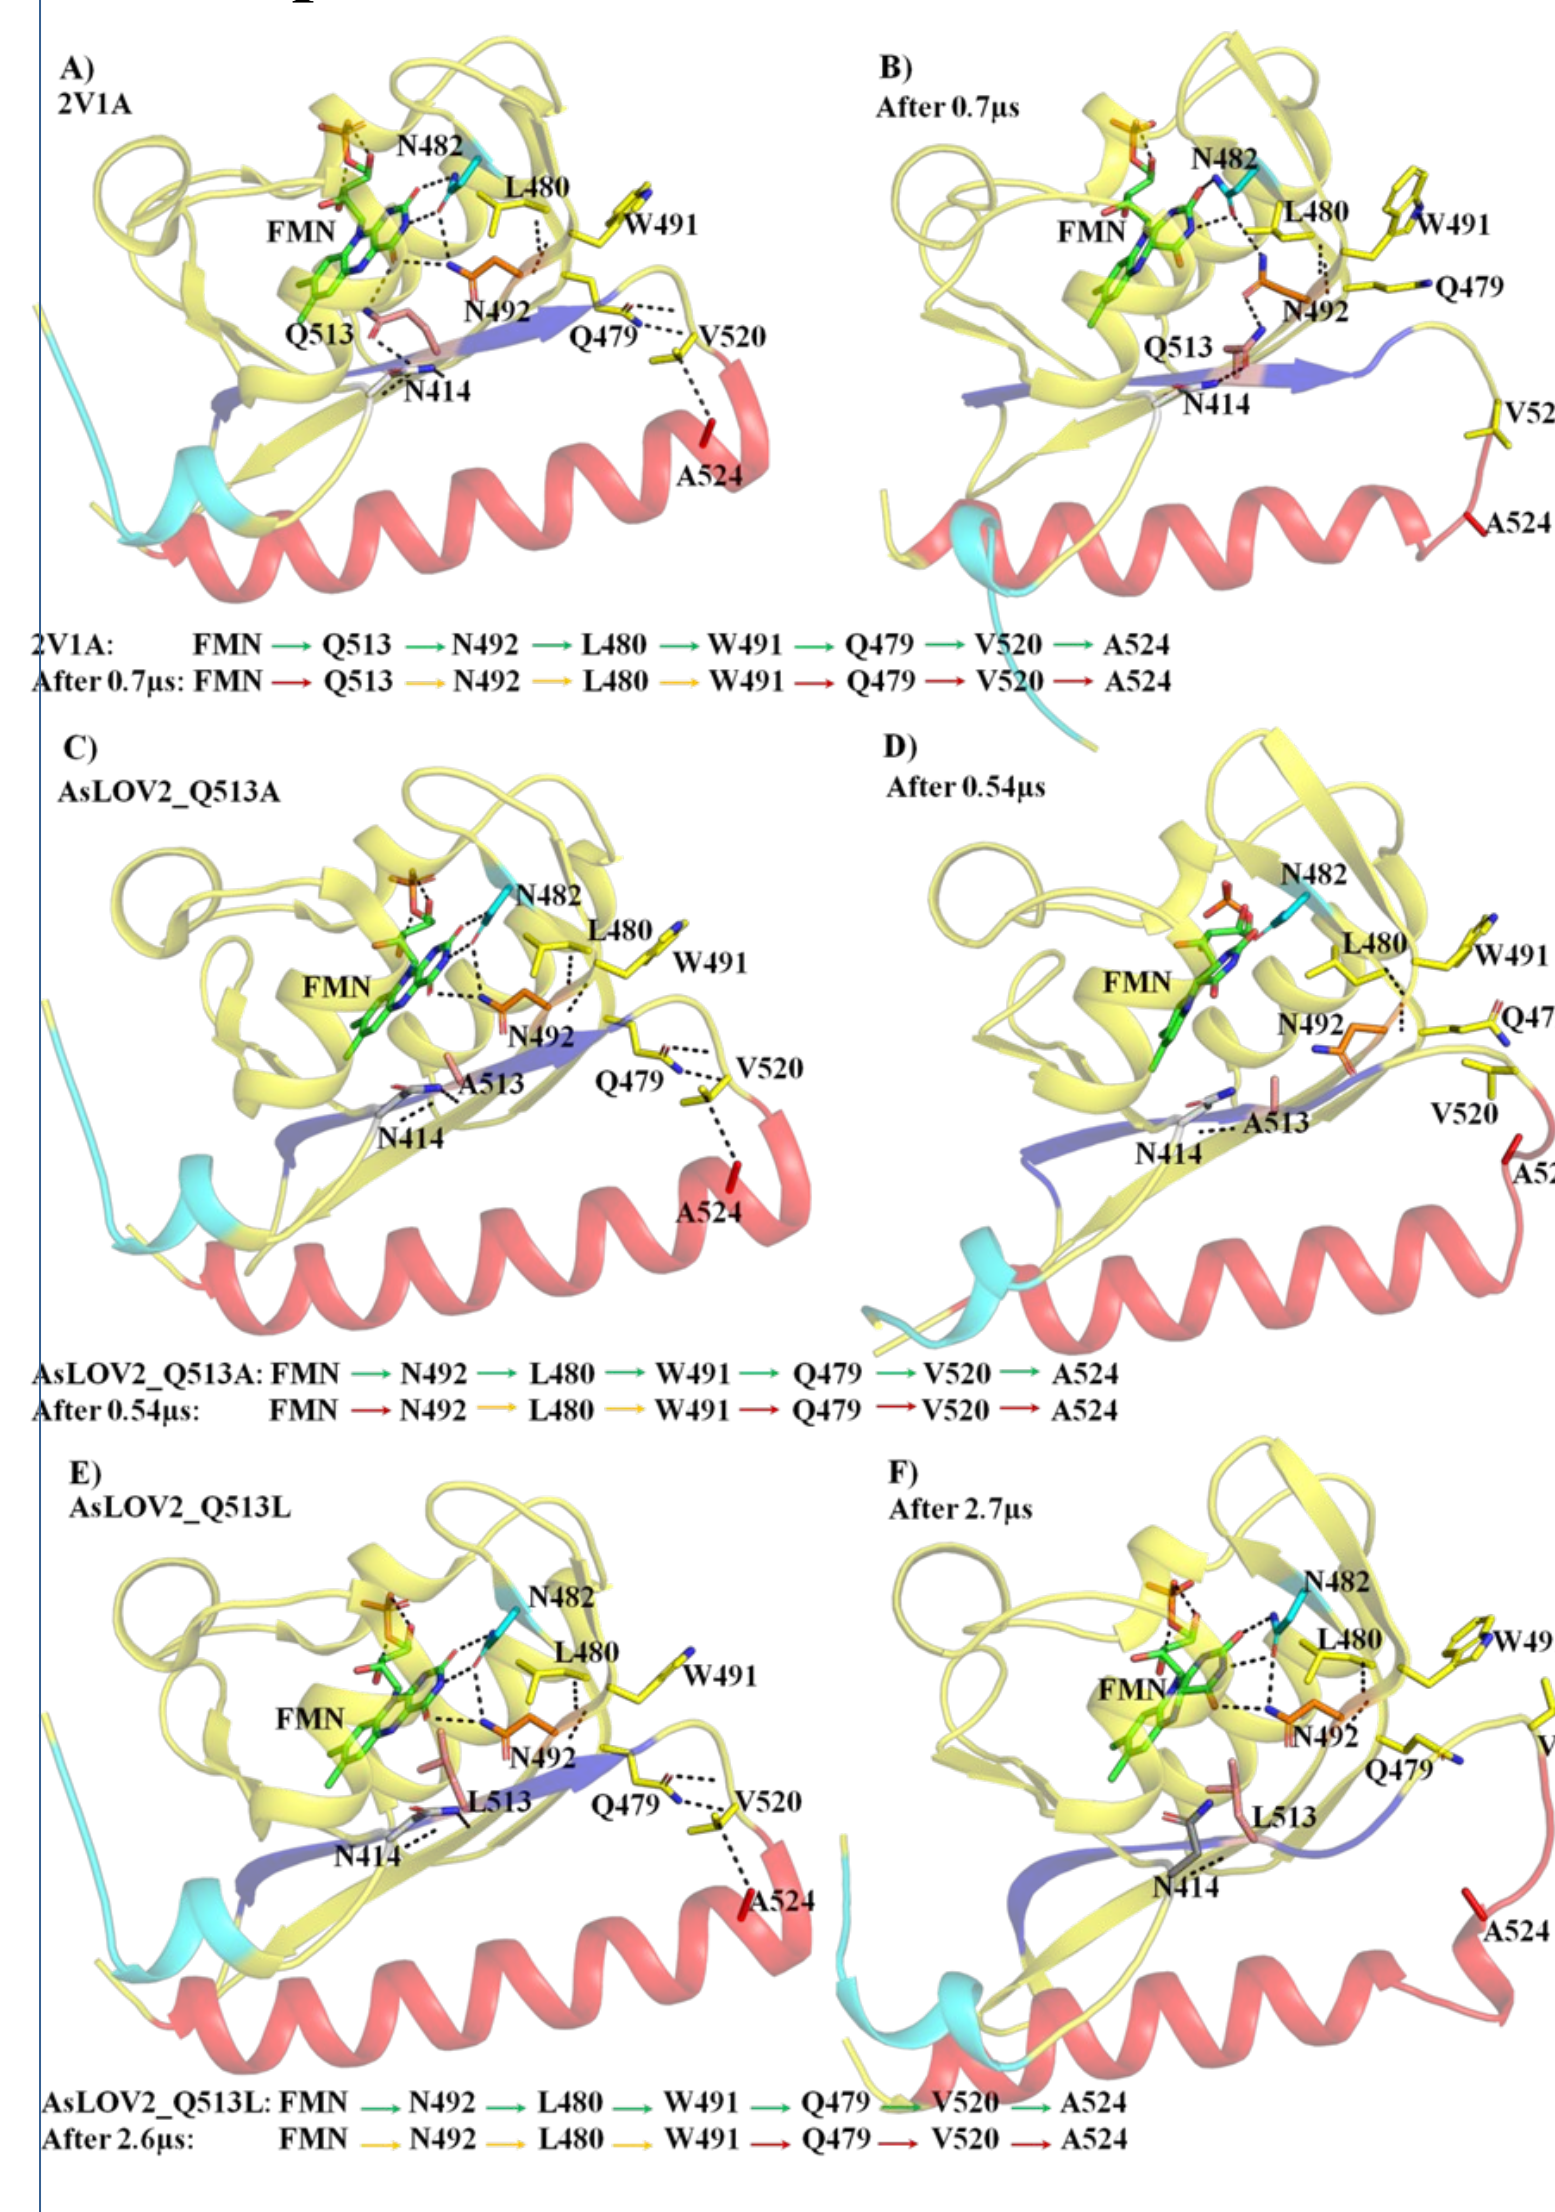 A)
2V1A
N482
L480
FMN
W491
N492
Q513
Q479
V520
N414
A524
B)
After 0.7μs
N482
L480
FMN
W491
Q479
N492
Q513
N414
V52
A524
2V1A: FMN → Q513 → N492 → L480 → W491 → Q479 → V520 → A524
After 0.7μs: FMN → Q513 → N492 → L480 → W491 → Q479 → V520 → A524
C)
AsLOV2_Q513A
N482
L480
W491
FMN
N492
A513
Q479
V520
N414
A524
D)
After 0.54μs
N482
L480
W491
FMN
N492
Q47
V520
A513
N414
A52
AsLOV2_Q513A: FMN → N492 → L480 → W491 → Q479 → V520 → A524
After 0.54μs: FMN → N492 → L480 → W491 → Q479 → V520 → A524
E)
AsLOV2_Q513L
N482
L480
W491
FMN
N492
L513
Q479
V520
N414
A524
F)
After 2.7μs
N482
L480
W49
FMN
N492
V
Q479
L513
N414
A524
AsLOV2_Q513L: FMN → N492 → L480 → W491 → Q479 → V520 → A524
After 2.6μs: FMN → N492 → L480 → W491 → Q479 → V520 → A524